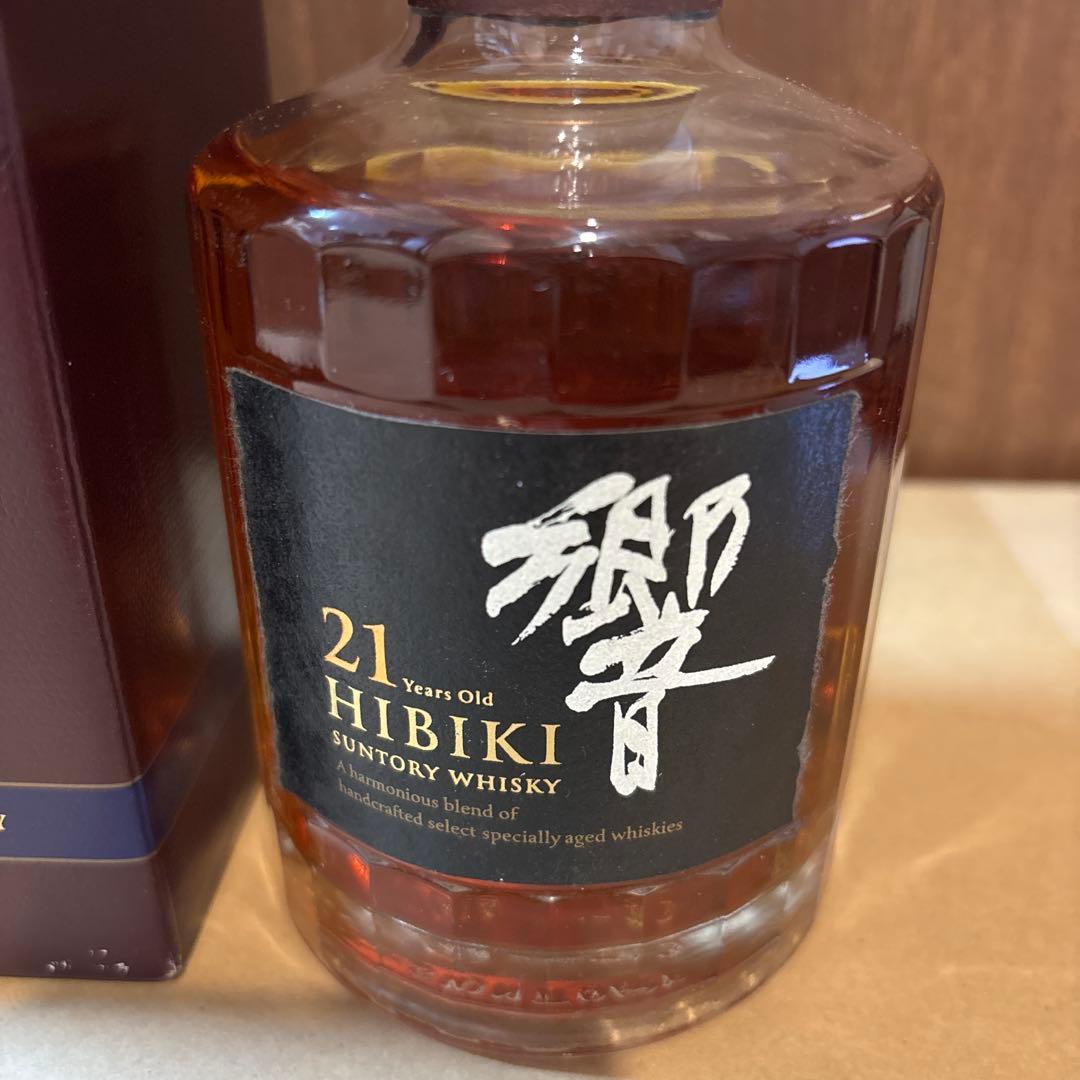 響
21 Years Old
HIBIKI
SUNTORY WHISKY
A harmonious blend of
handcrafted select specially aged whiskies